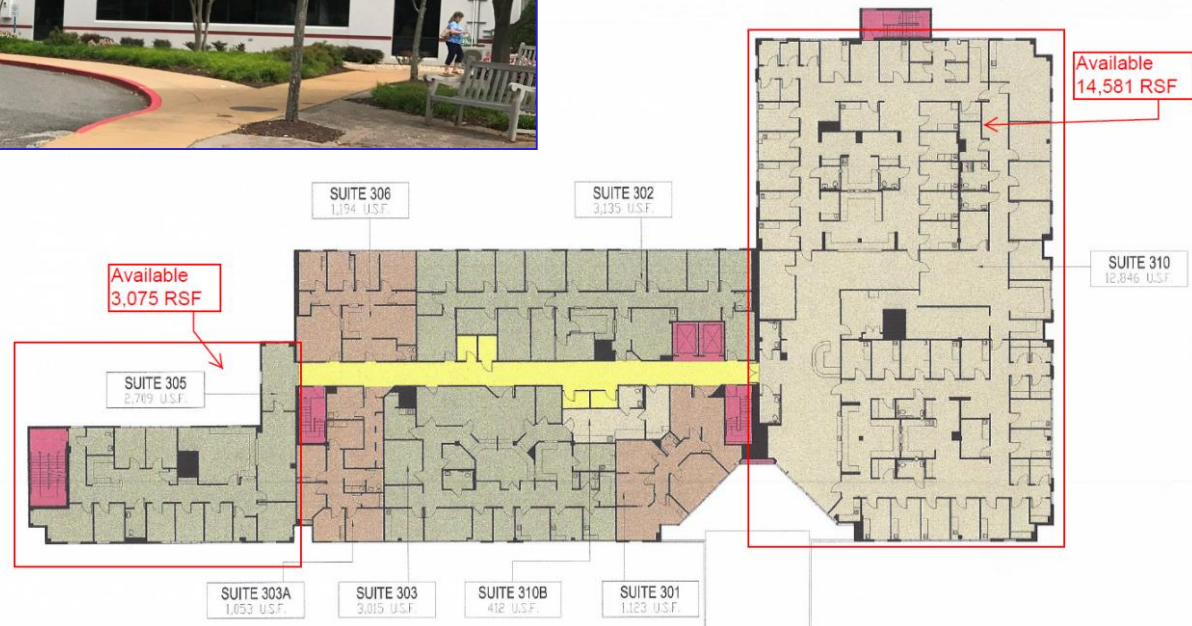 Available
14,581 RSF
SUITE 306
1,194 U.S.F.
SUITE 302
3,135 U.S.F.
SUITE 310
12,846 U.S.F.
Available
3,075 RSF
SUITE 305
2,709 U.S.F.
SUITE 303A
1,053 U.S.F.
SUITE 303
3,015 U.S.F.
SUITE 310B
412 U.S.F.
SUITE 301
1,123 U.S.F.